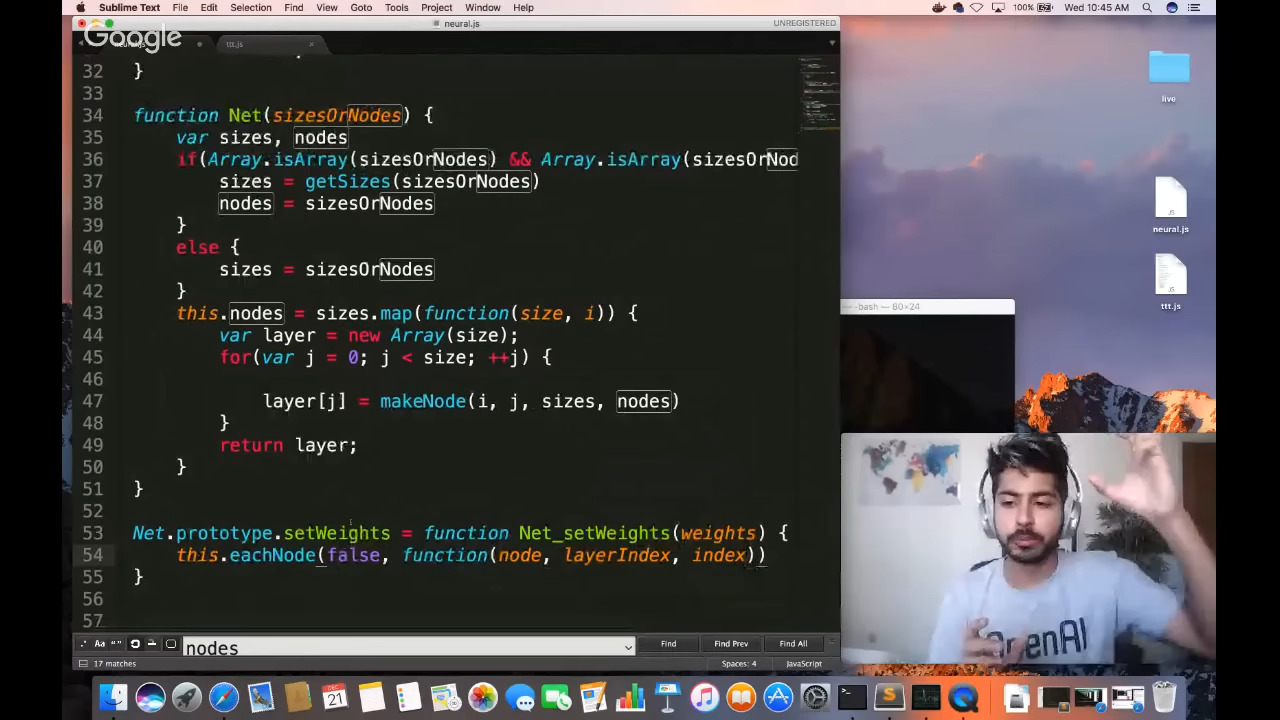 Sublime Text File Edit Selection Find View Goto Tools Project Window Help 100% Wed 10:45 AM
Google
neural.js UNREGISTERED
ttt.js
32 }
33
34 function Net(sizesOrNodes) {
35 var sizes, nodes
36 if(Array.isArray(sizesOrNodes) && Array.isArray(sizesOrNod
37 sizes = getSizes(sizesOrNodes)
38 nodes = sizesOrNodes
39 }
40 else {
41 sizes = sizesOrNodes
42 }
43 this.nodes = sizes.map(function(size, i)) {
44 var layer = new Array(size);
45 for(var j = 0; j < size; ++j) {
46
47 layer[j] = makeNode(i, j, sizes, nodes)
48 }
49 return layer;
50 }
51 }
52
53 Net.prototype.setWeights = function Net_setWeights(weights) {
54 this.eachNode(false, function(node, layerIndex, index))
55 }
56
57
Aa
nodes Find Find Prev Find All
17 matches Spaces: 4 JavaScript
live
neural.js
ttt.js
-bash — 80×24
OpenAI
DEC
21